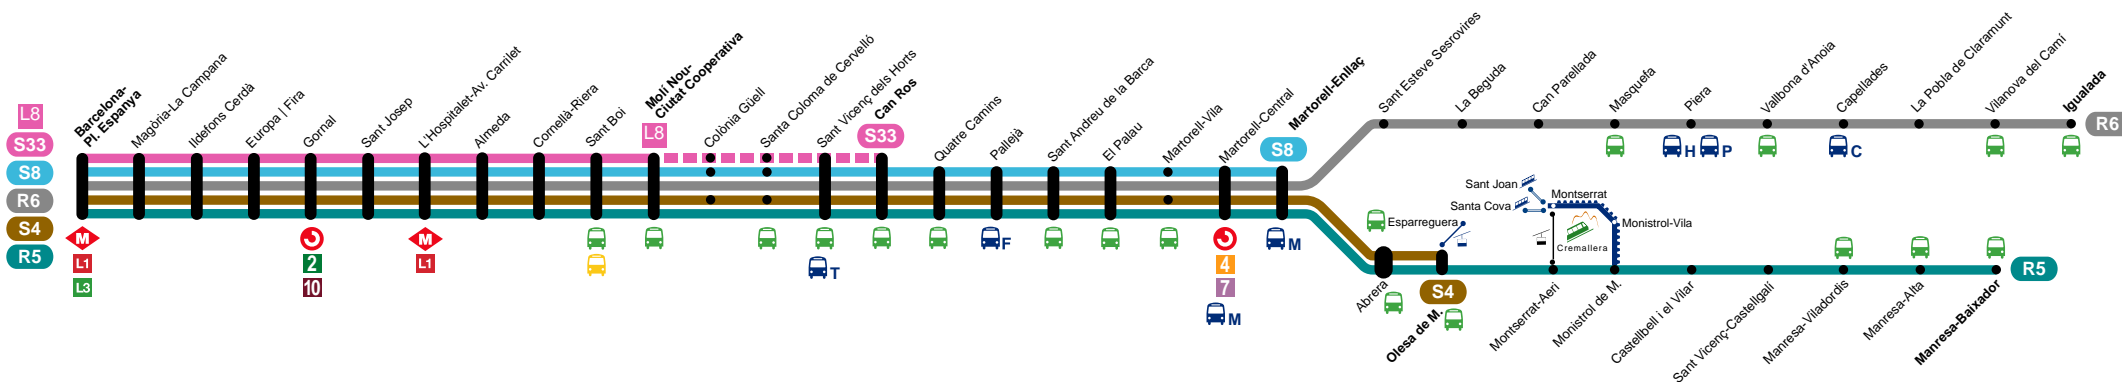 L8
S33
S8
R6
S4
R5
Barcelona-
Pl. Espanya
Magòria-La Campana
Ildefons Cerdà
Europa | Fira
Gornal
Sant Josep
L'Hospitalet-Av. Carrilet
Almeda
Cornellà-Riera
Sant Boi
Molí Nou-
Ciutat Cooperativa
L8
Colònia Güell
Santa Coloma de Cervelló
Sant Vicenç dels Horts
Can Ros
S33
Quatre Camins
Pallejà
Sant Andreu de la Barca
El Palau
Martorell-Vila
Martorell-Central
Martorell-Enllaç
S8
Sant Esteve Sesrovires
La Beguda
Can Parellada
Masquefa
Piera
Vallbona d'Anoia
Capellades
La Pobla de Claramunt
Vilanova del Camí
Igualada
R6
H
P
C
M
L1
L3
2
10
M
L1
T
F
4
7
M
M
Sant Joan
Santa Cova
Montserrat
Monistrol-Vila
Cremallera
Esparreguera
Abrera
S4
Olesa de M.
Montserrat-Aeri
Monistrol de M.
Castellbell i el Vilar
Sant Vicenç-Castellgalí
Manresa-Viladordis
Manresa-Alta
Manresa-Baixador
R5